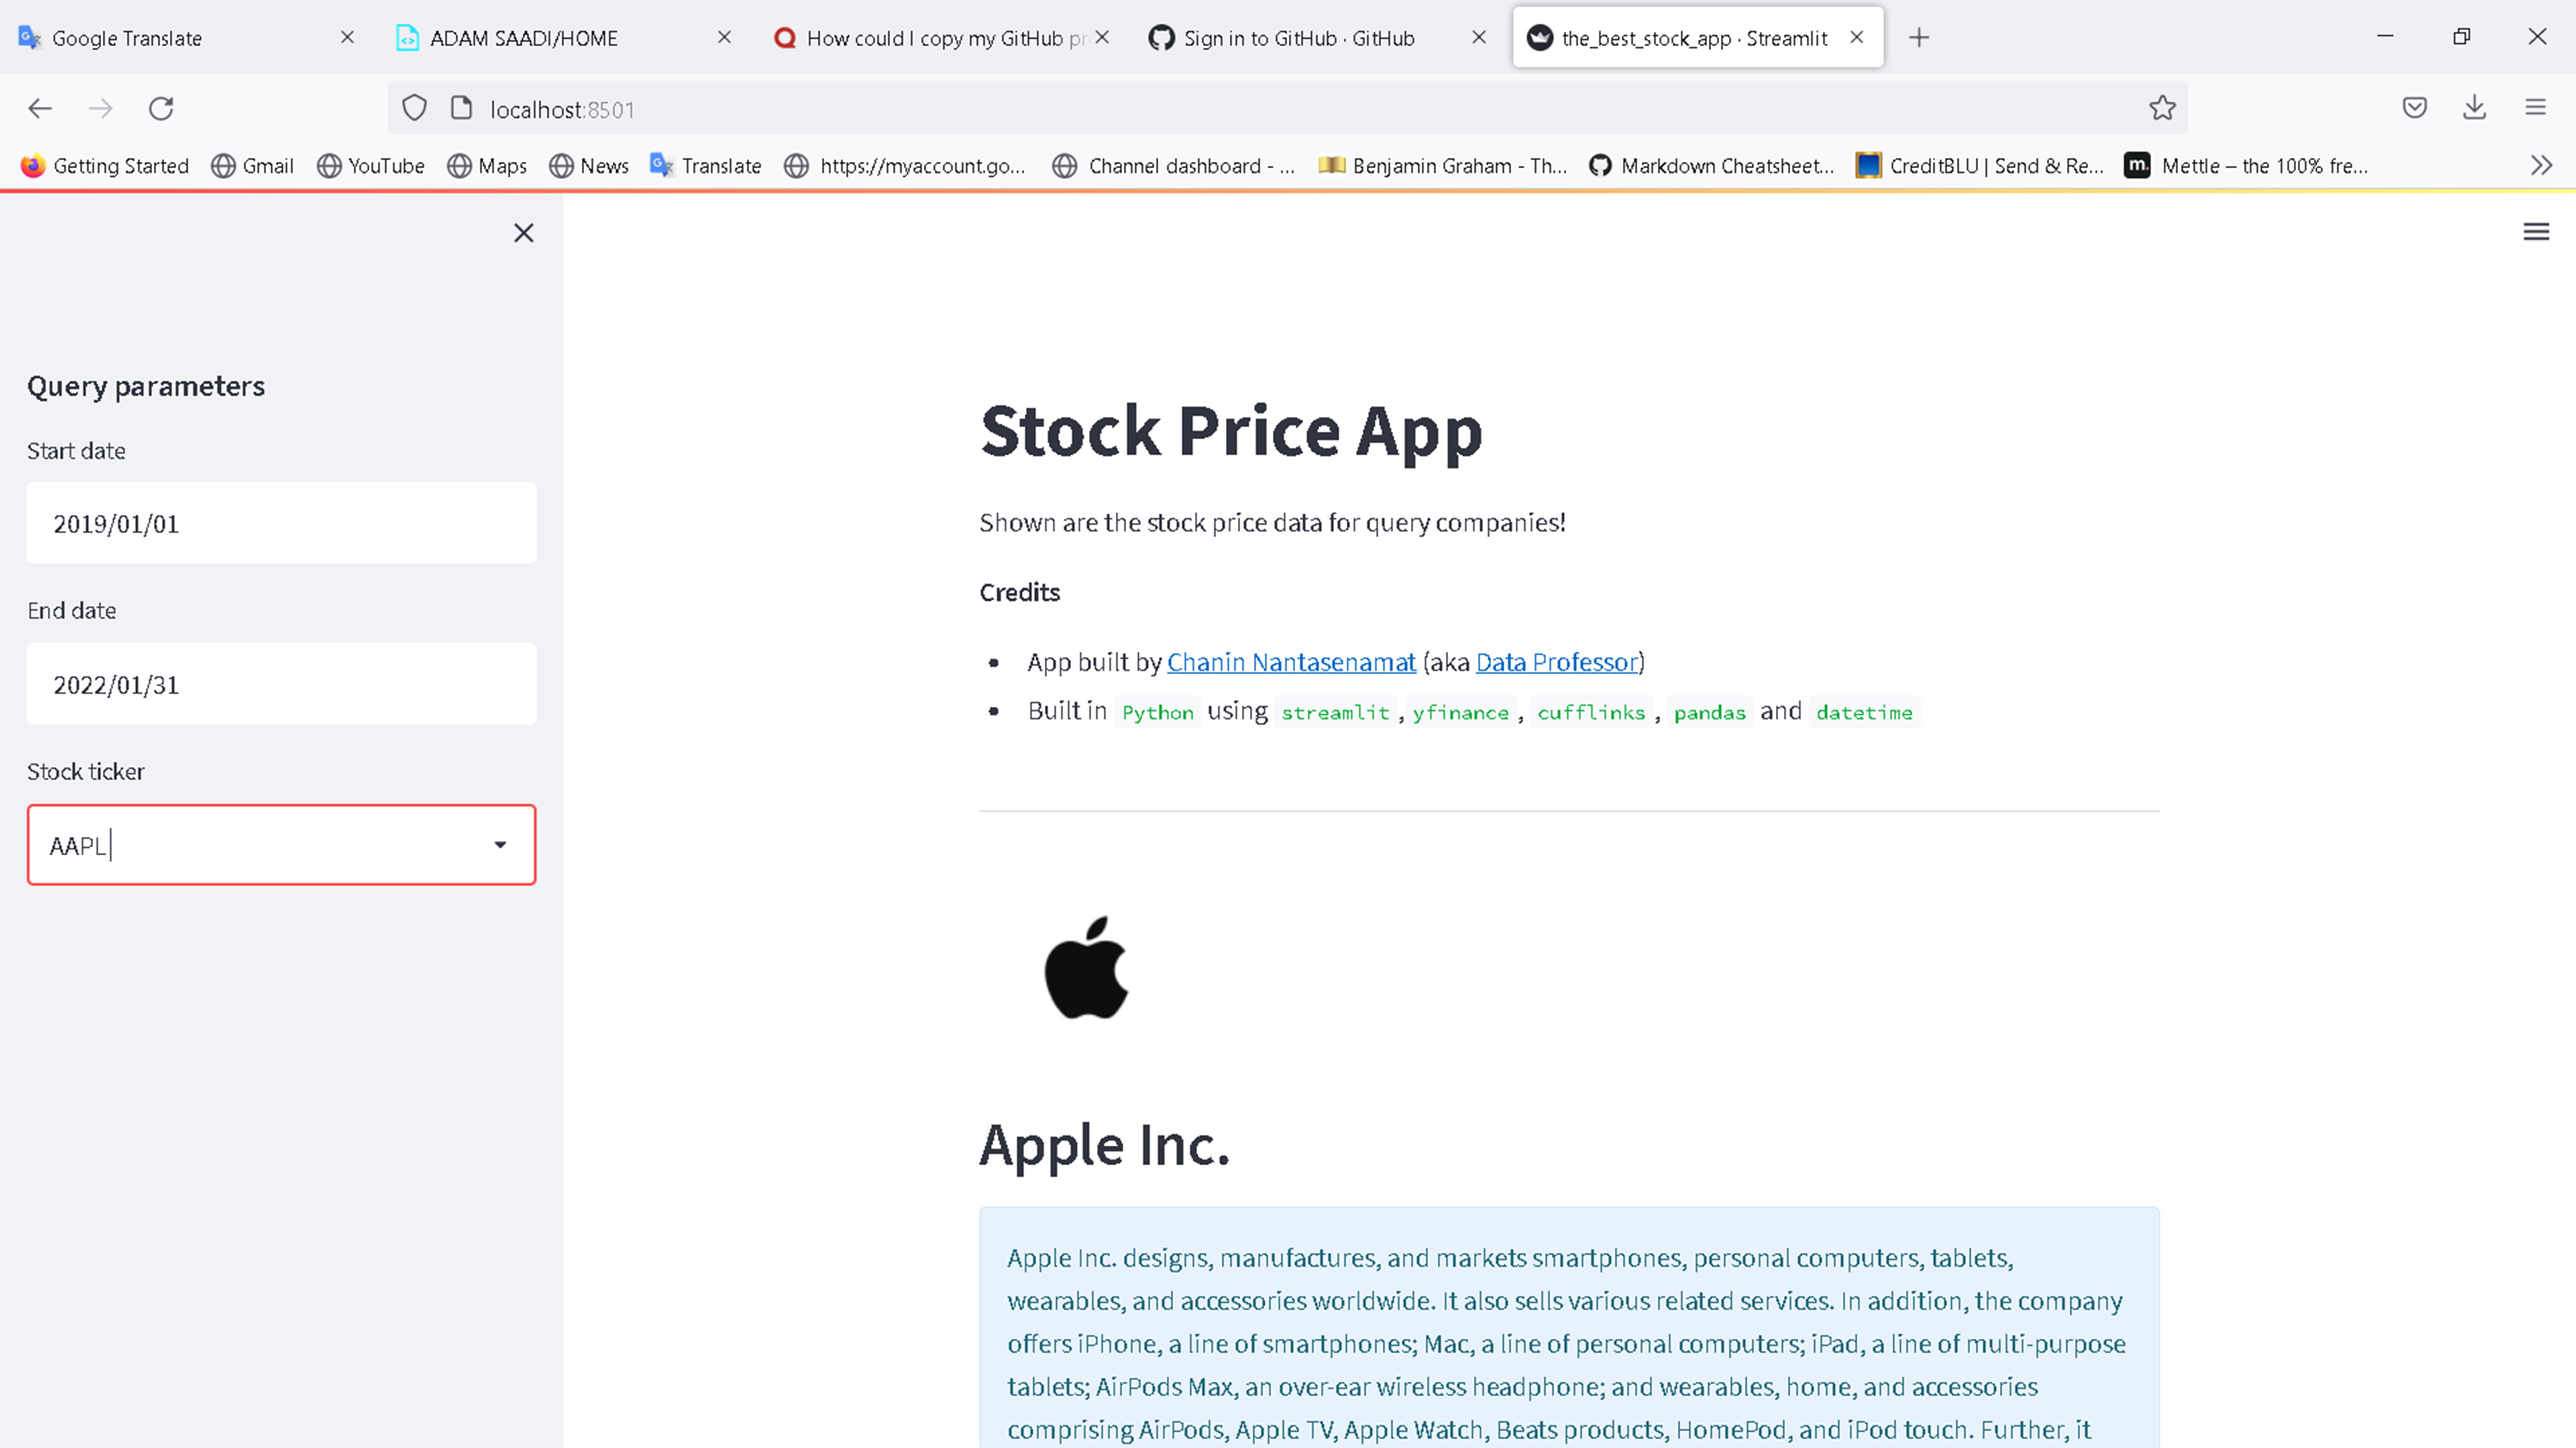 Google Translate
ADAM SAADI/HOME
How could I copy my GitHub pr
Sign in to GitHub · GitHub
the_best_stock_app · Streamlit
localhost:8501
Getting Started
Gmail
YouTube
Maps
News
Translate
https://myaccount.go...
Channel dashboard - ...
Benjamin Graham - Th...
Markdown Cheatsheet...
CreditBLU | Send & Re...
m.
Mettle – the 100% fre...
Query parameters
Start date
2019/01/01
End date
2022/01/31
Stock ticker
AAPL
Stock Price App
Shown are the stock price data for query companies!
Credits
App built by Chanin Nantasenamat (aka Data Professor)
Built in Python using streamlit, yfinance, cufflinks, pandas and datetime
Apple Inc.
Apple Inc. designs, manufactures, and markets smartphones, personal computers, tablets,
wearables, and accessories worldwide. It also sells various related services. In addition, the company
offers iPhone, a line of smartphones; Mac, a line of personal computers; iPad, a line of multi-purpose
tablets; AirPods Max, an over-ear wireless headphone; and wearables, home, and accessories
comprising AirPods, Apple TV, Apple Watch, Beats products, HomePod, and iPod touch. Further, it